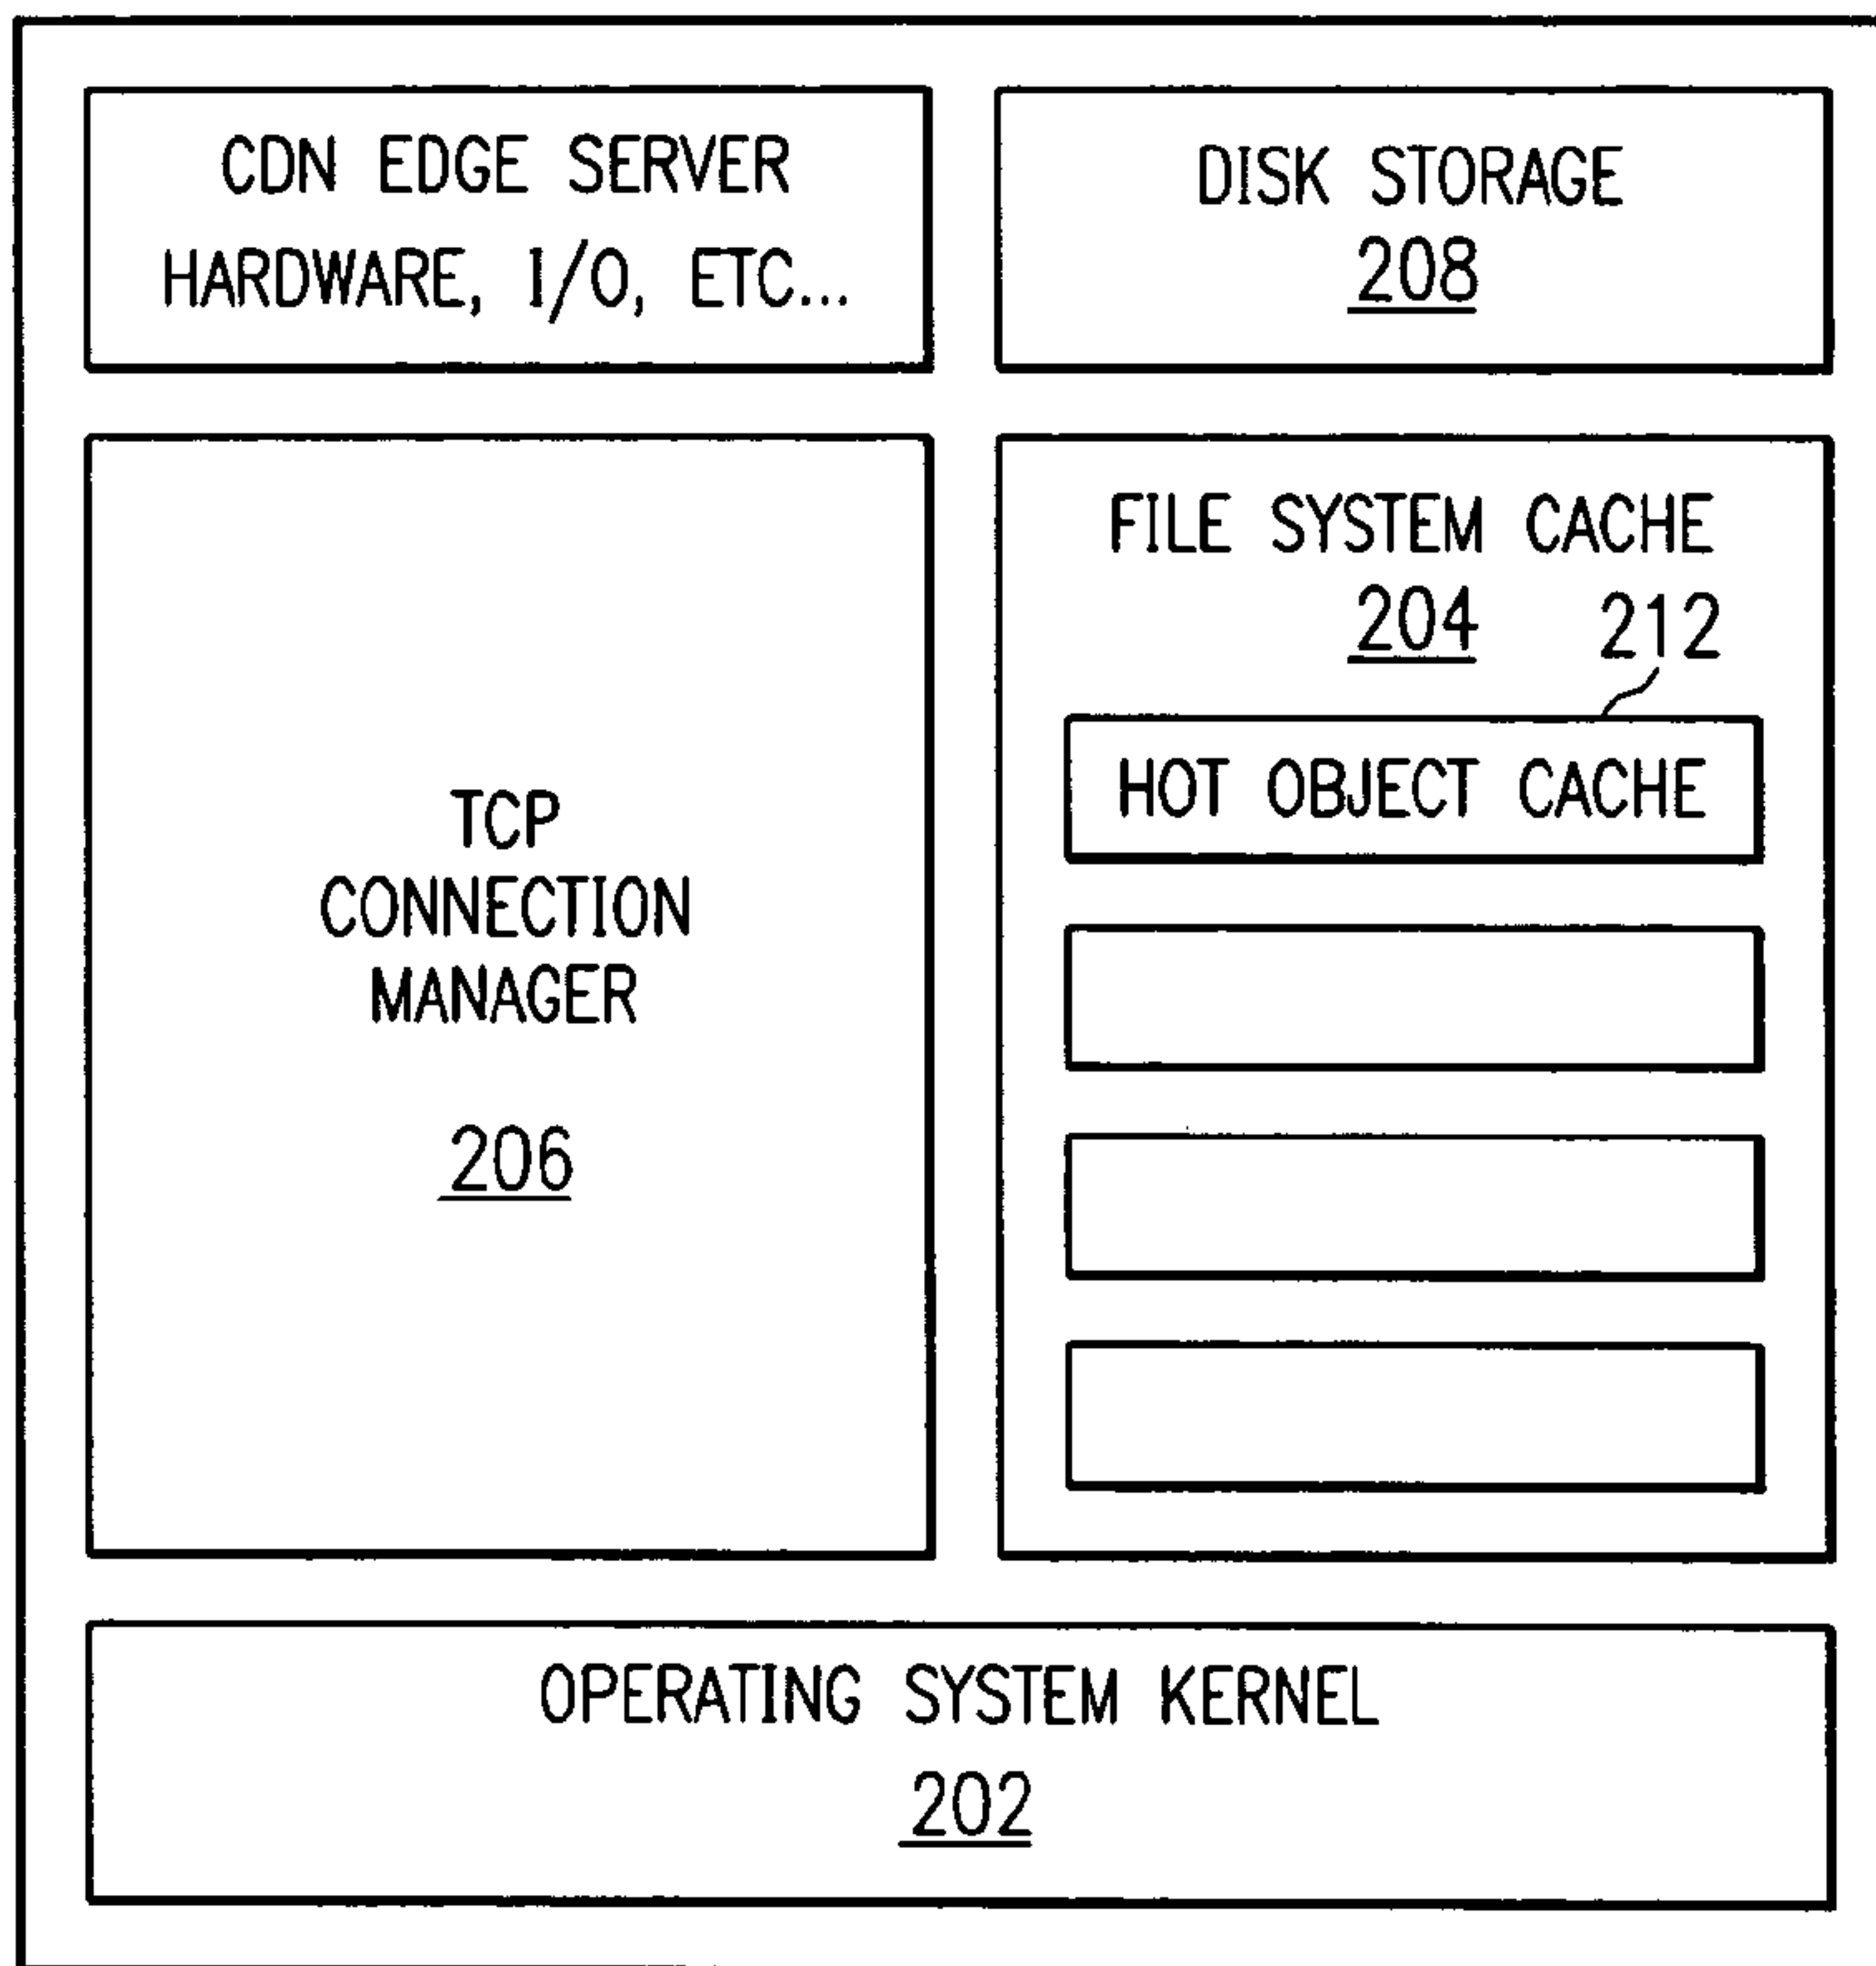 CDN EDGE SERVER
HARDWARE, I/O, ETC...
DISK STORAGE
208
TCP
CONNECTION
MANAGER
206
FILE SYSTEM CACHE
204
212
HOT OBJECT CACHE
OPERATING SYSTEM KERNEL
202